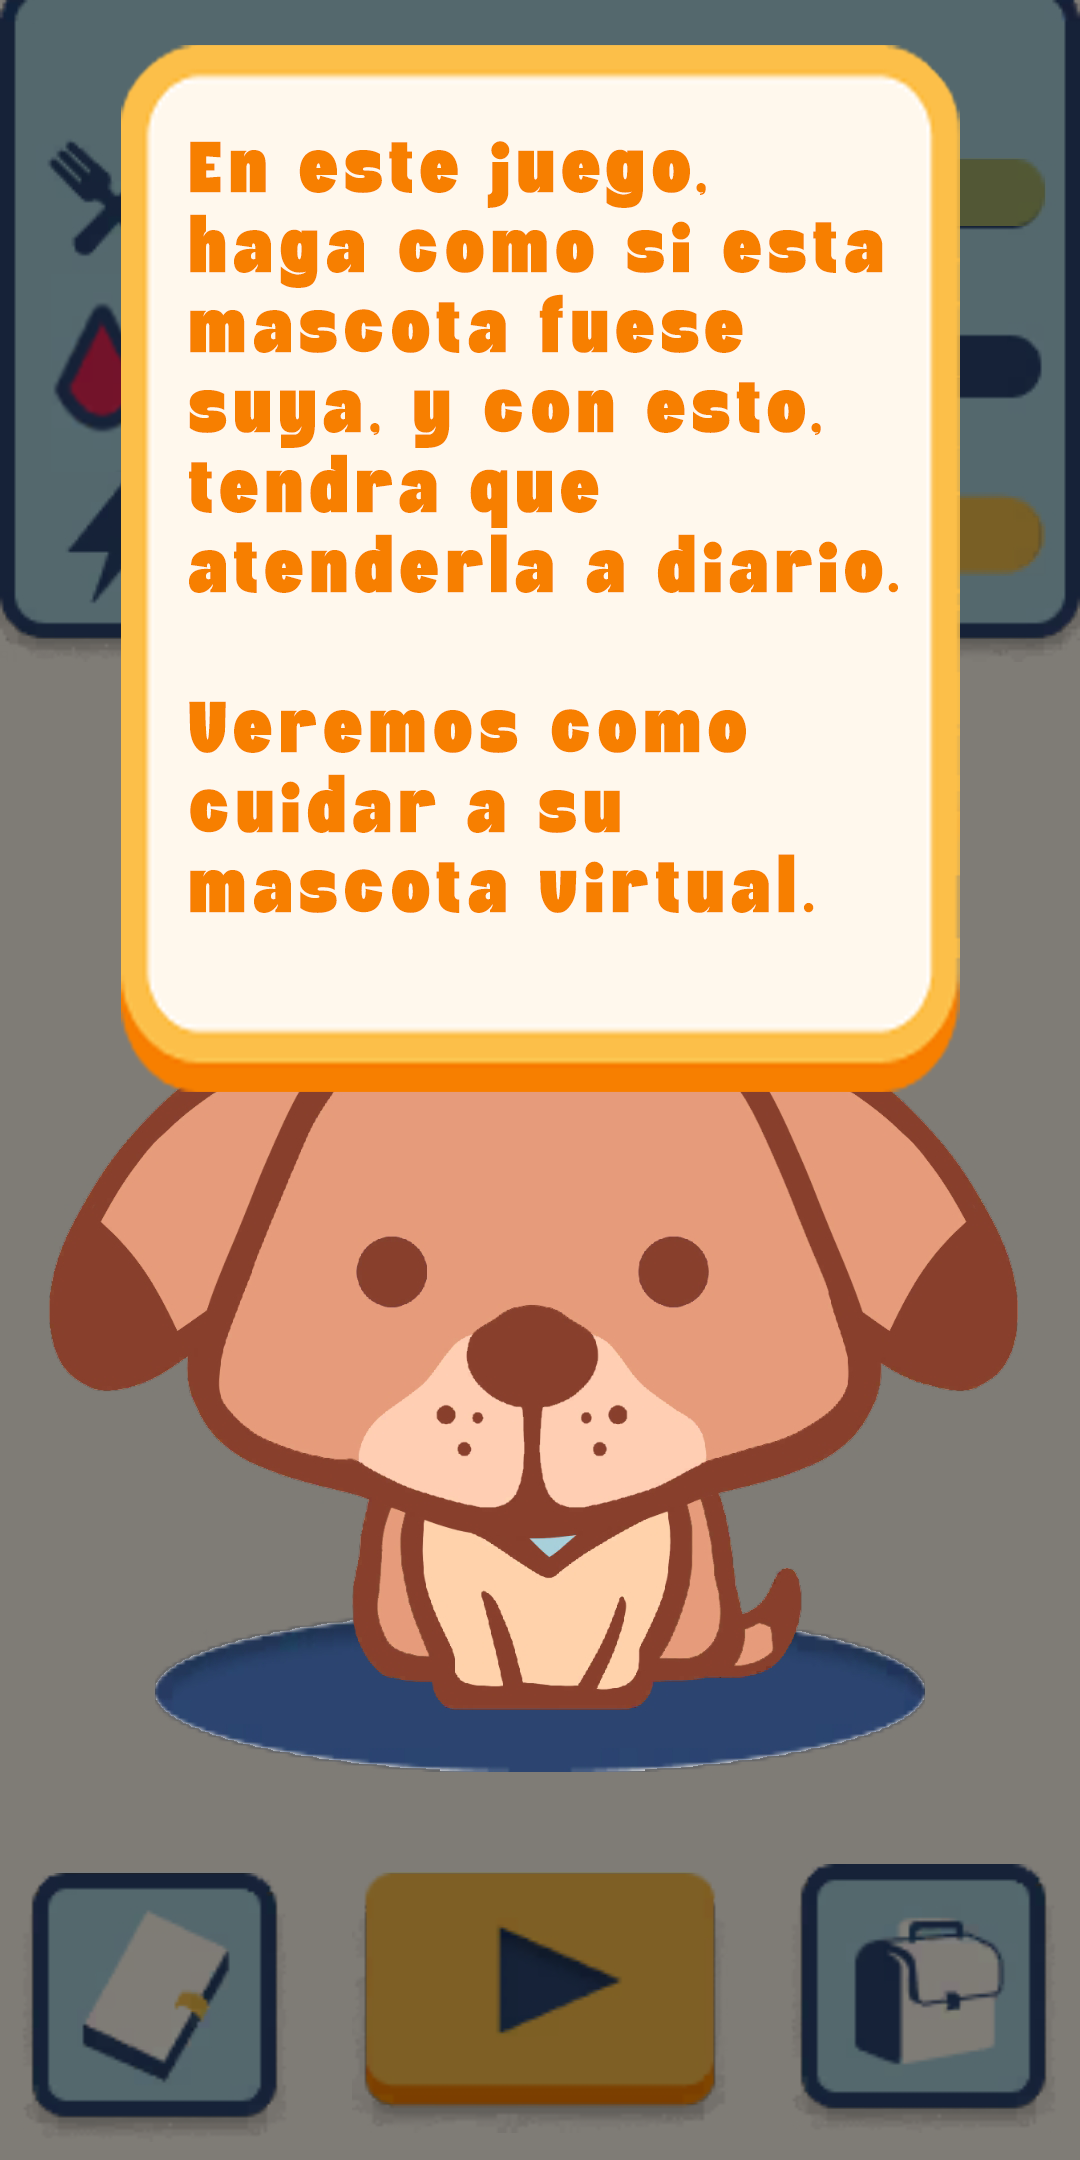 En este juego,
haga como si esta
mascota fuese
suya, y con esto,
tendra que
atenderla a diario.
Veremos como
cuidar a su
mascota virtual.